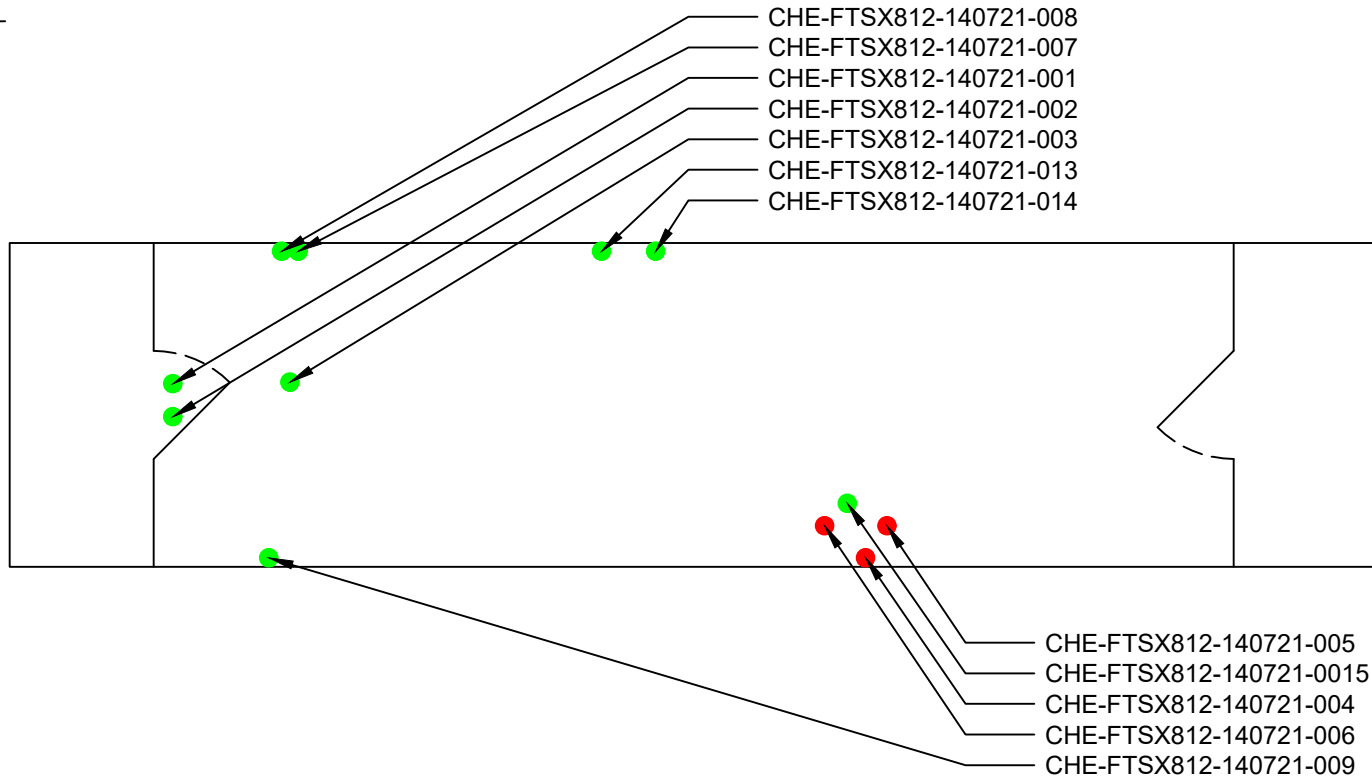 CHE-FTSX812-140721-008
CHE-FTSX812-140721-007
CHE-FTSX812-140721-001
CHE-FTSX812-140721-002
CHE-FTSX812-140721-003
CHE-FTSX812-140721-013
CHE-FTSX812-140721-014
CHE-FTSX812-140721-005
CHE-FTSX812-140721-0015
CHE-FTSX812-140721-004
CHE-FTSX812-140721-006
CHE-FTSX812-140721-009